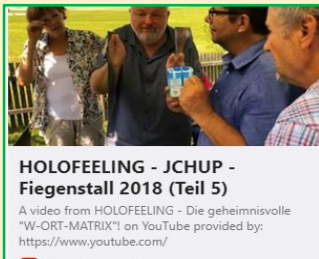 HOLOFEELING - JCHUP -
Fiegenstall 2018 (Teil 5)
A video from HOLOFEELING - Die geheimnisvolle
"W-ORT-MATRIX"! on YouTube provided by:
https://www.youtube.com/